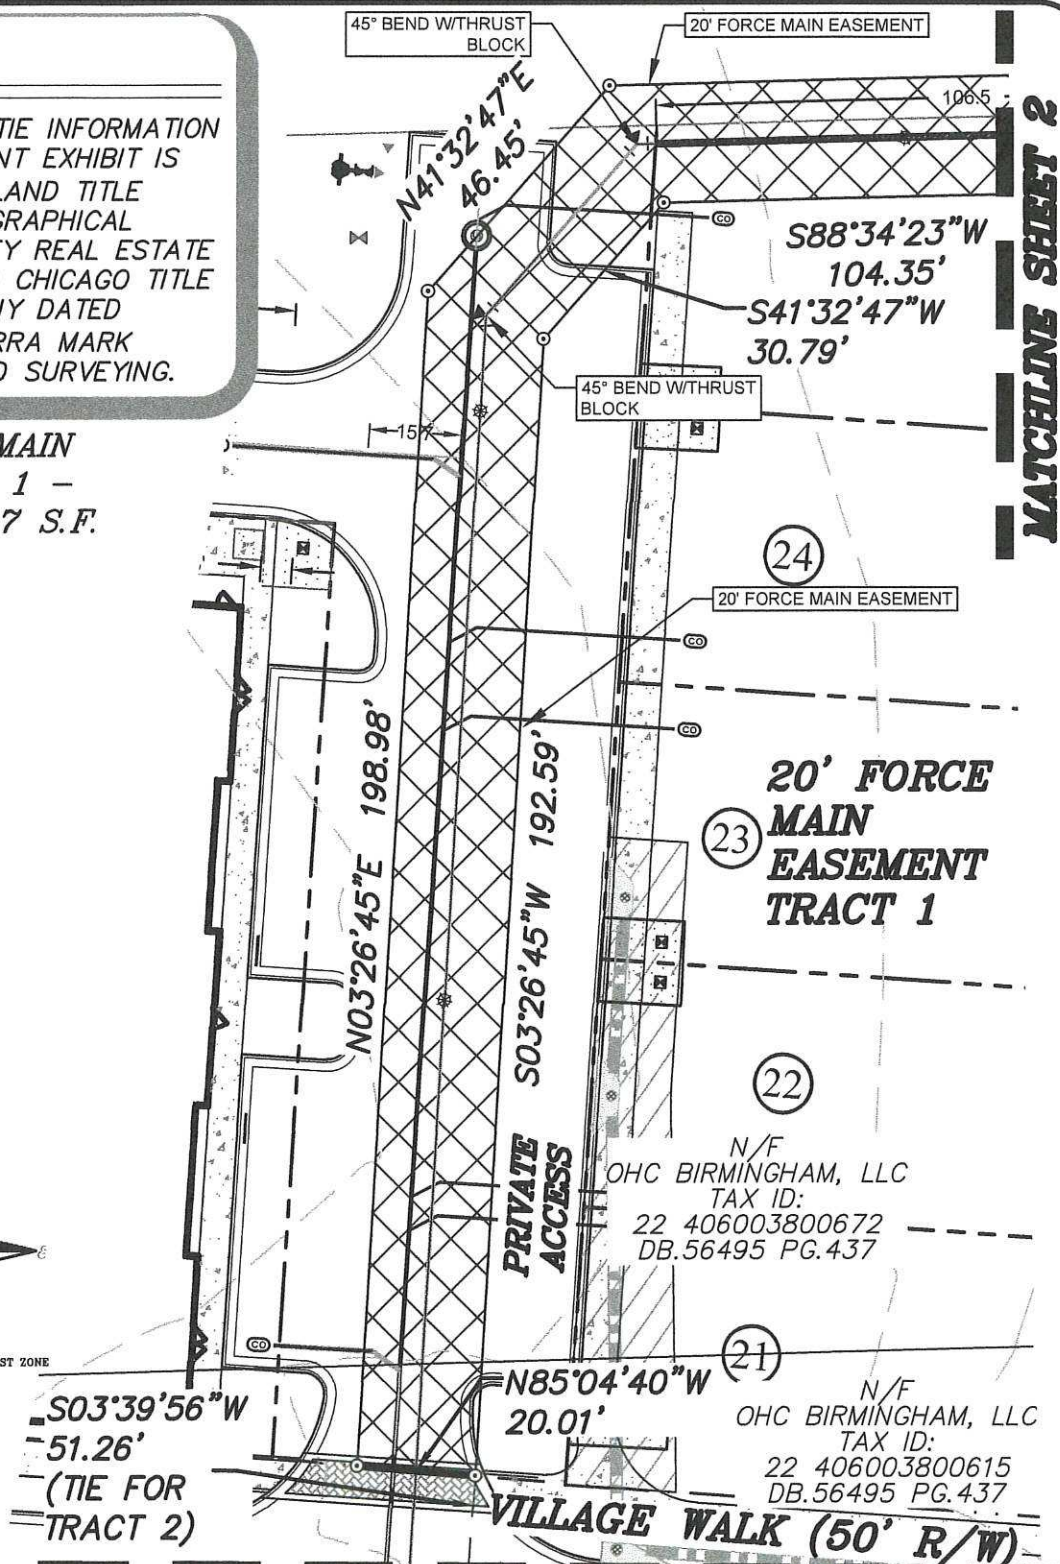 45° BEND W/THRUST
BLOCK
20' FORCE MAIN EASEMENT
TIE INFORMATION
NT EXHIBIT IS
LAND TITLE
GRAPHICAL
TY REAL ESTATE
CHICAGO TITLE
NY DATED
RRA MARK
D SURVEYING.
N41°32'47"E
46.45'
106.5
MATCHLINE SHEET 2
CO
S88°34'23"W
104.35'
S41°32'47"W
30.79'
45° BEND W/THRUST
BLOCK
MAIN
1 –
7 S.F.
15.7
24
20' FORCE MAIN EASEMENT
CO
CO
N03°26'45"E 198.98'
S03°26'45"W 192.59'
20' FORCE
MAIN
EASEMENT
TRACT 1
23
22
PRIVATE
ACCESS
N/F
OHC BIRMINGHAM, LLC
TAX ID:
22 406003800672
DB.56495 PG.437
E
CO
ST ZONE
21
S03°39'56"W
51.26'
(TIE FOR
TRACT 2)
N85°04'40"W
20.01'
N/F
OHC BIRMINGHAM, LLC
TAX ID:
22 406003800615
DB.56495 PG.437
VILLAGE WALK (50' R/W)